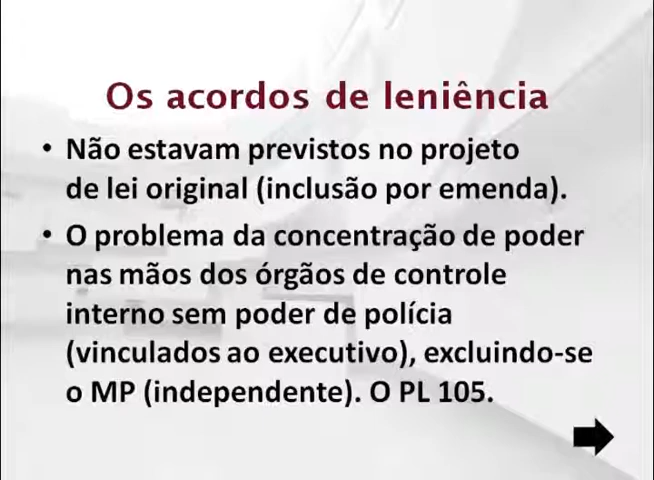 Os acordos de leniência
• Não estavam previstos no projeto
de lei original (inclusão por emenda).
• O problema da concentração de poder
nas mãos dos órgãos de controle
interno sem poder de polícia
(vinculados ao executivo), excluindo-se
o MP (independente). O PL 105.